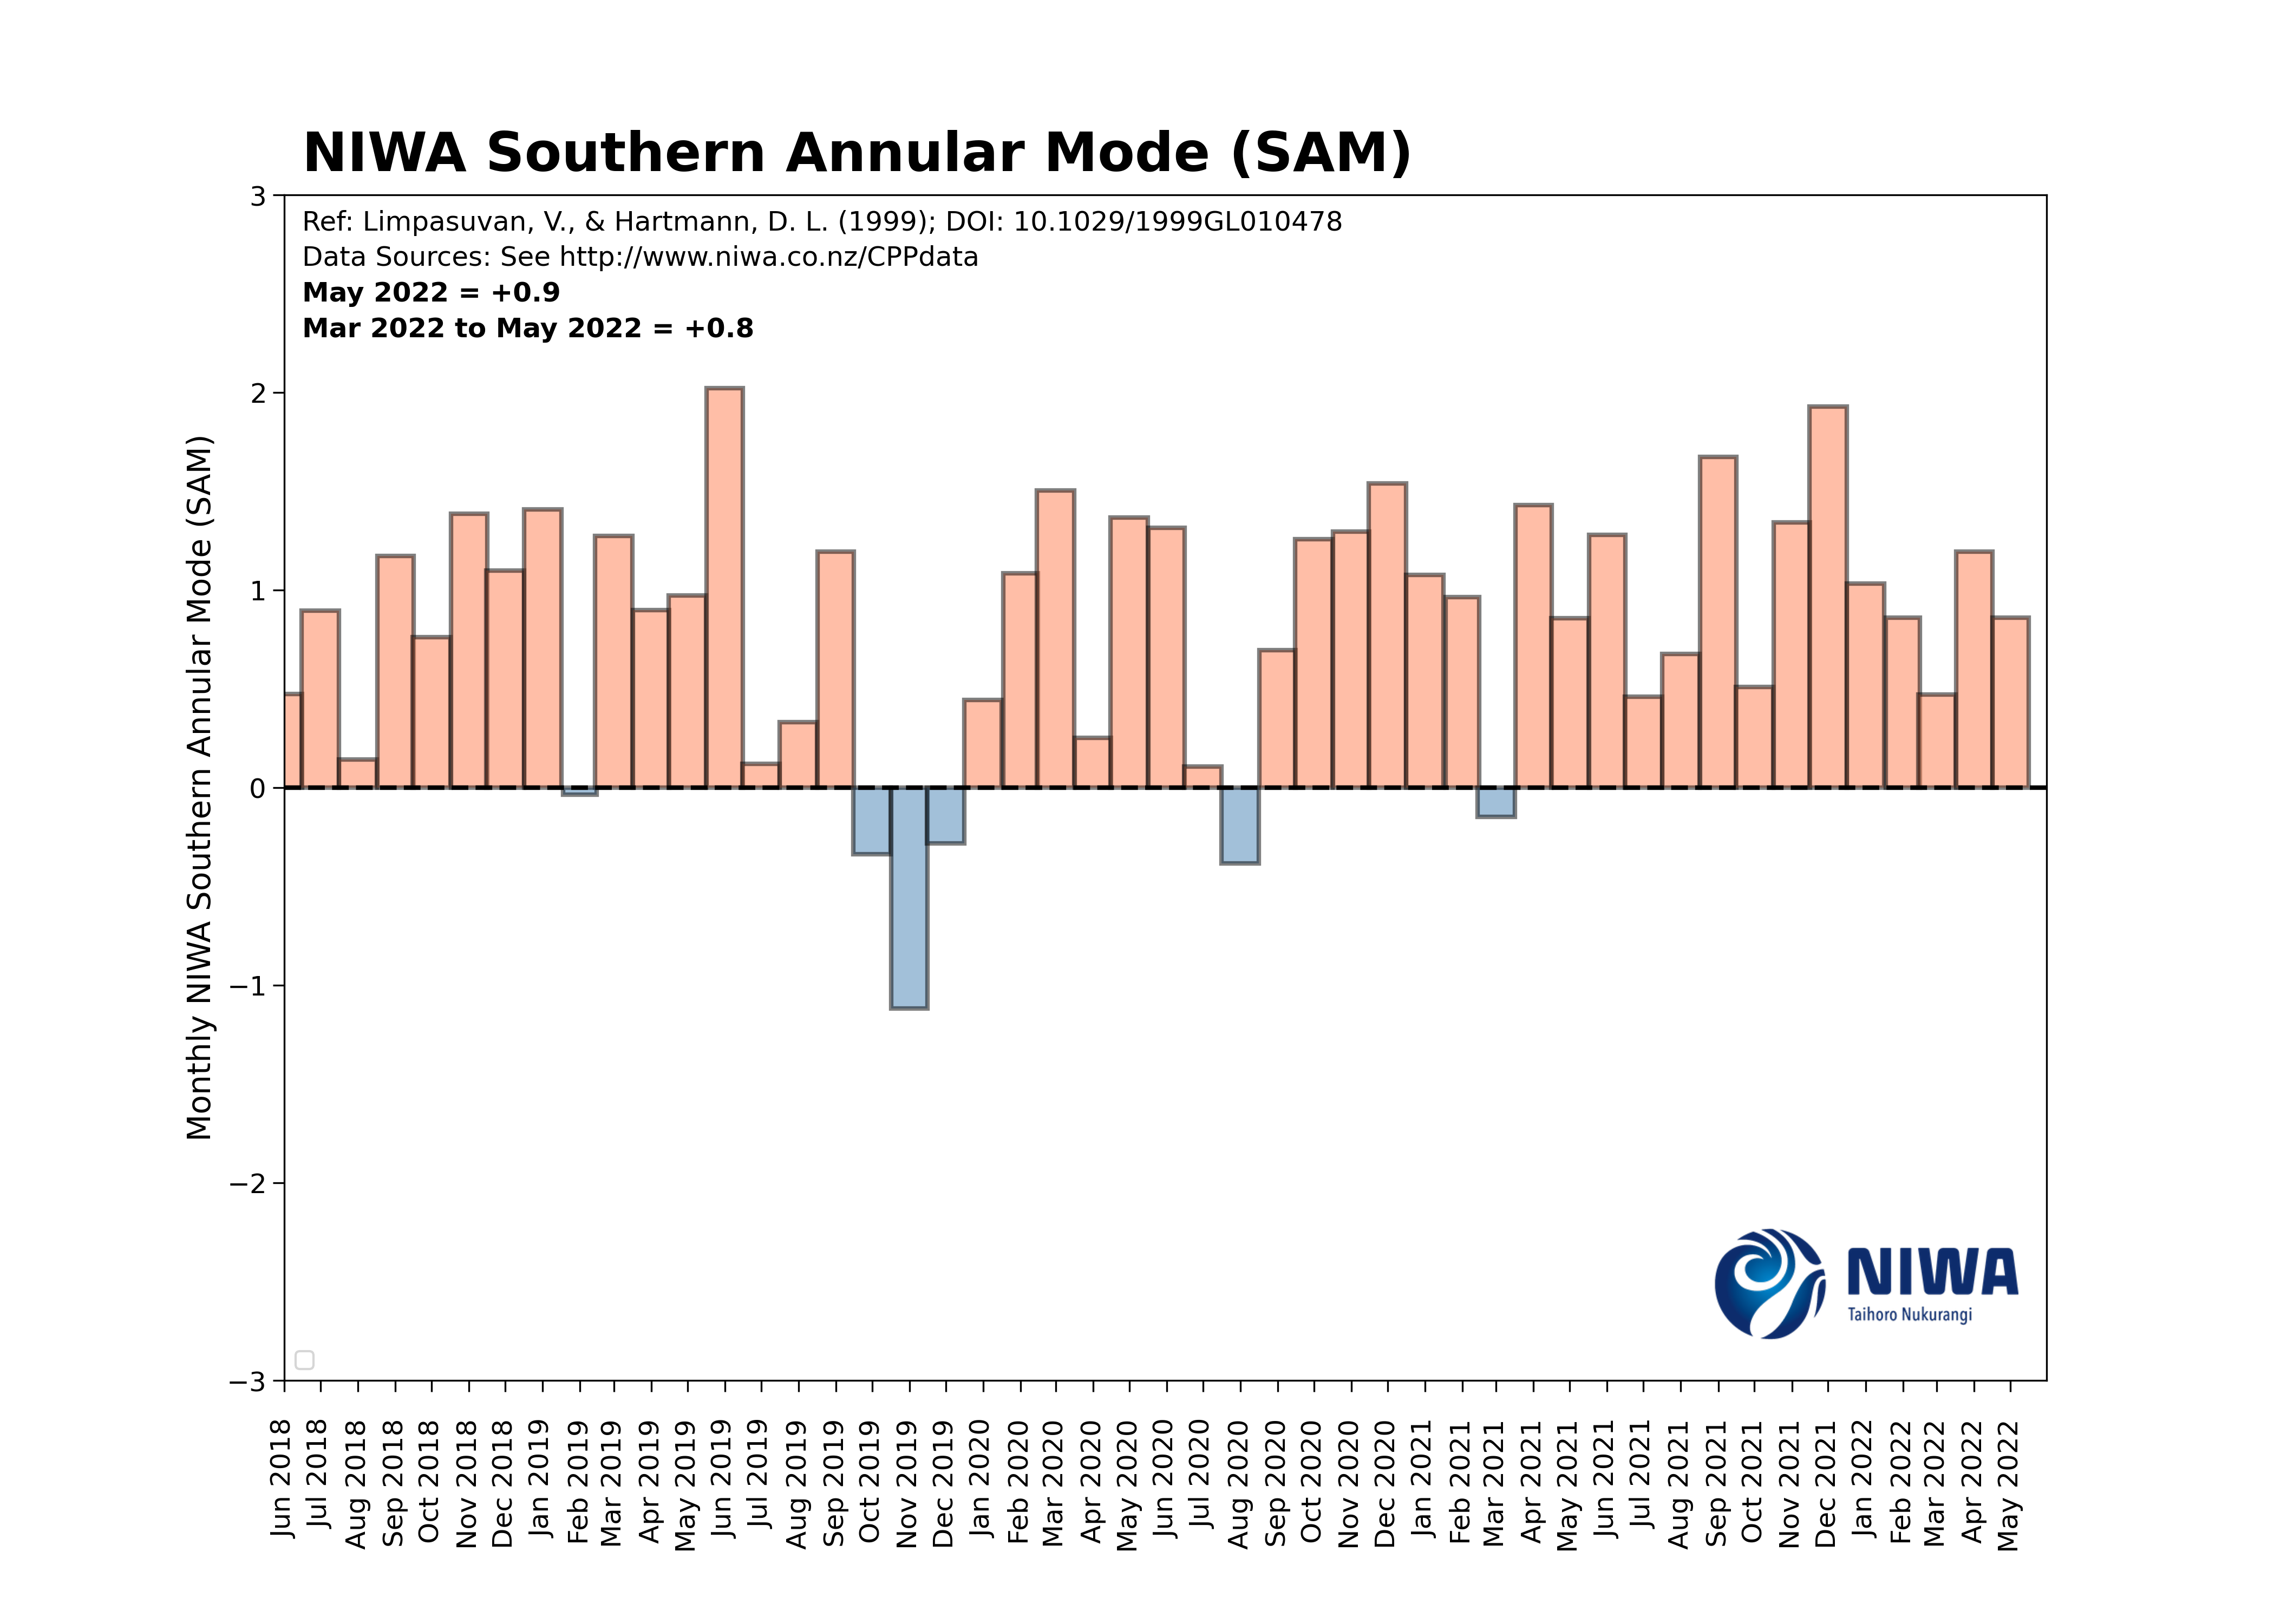 NIWA Southern Annular Mode (SAM)
3
Ref: Limpasuvan, V., & Hartmann, D. L. (1999); DOI: 10.1029/1999GL010478
Data Sources: See http://www.niwa.co.nz/CPPdata
May 2022 = +0.9
Mar 2022 to May 2022 = +0.8
2
1
0
−1
−2
−3
Monthly NIWA Southern Annular Mode (SAM)
NIWA
Taihoro Nukurangi
Jun 2018
Jul 2018
Aug 2018
Sep 2018
Oct 2018
Nov 2018
Dec 2018
Jan 2019
Feb 2019
Mar 2019
Apr 2019
May 2019
Jun 2019
Jul 2019
Aug 2019
Sep 2019
Oct 2019
Nov 2019
Dec 2019
Jan 2020
Feb 2020
Mar 2020
Apr 2020
May 2020
Jun 2020
Jul 2020
Aug 2020
Sep 2020
Oct 2020
Nov 2020
Dec 2020
Jan 2021
Feb 2021
Mar 2021
Apr 2021
May 2021
Jun 2021
Jul 2021
Aug 2021
Sep 2021
Oct 2021
Nov 2021
Dec 2021
Jan 2022
Feb 2022
Mar 2022
Apr 2022
May 2022